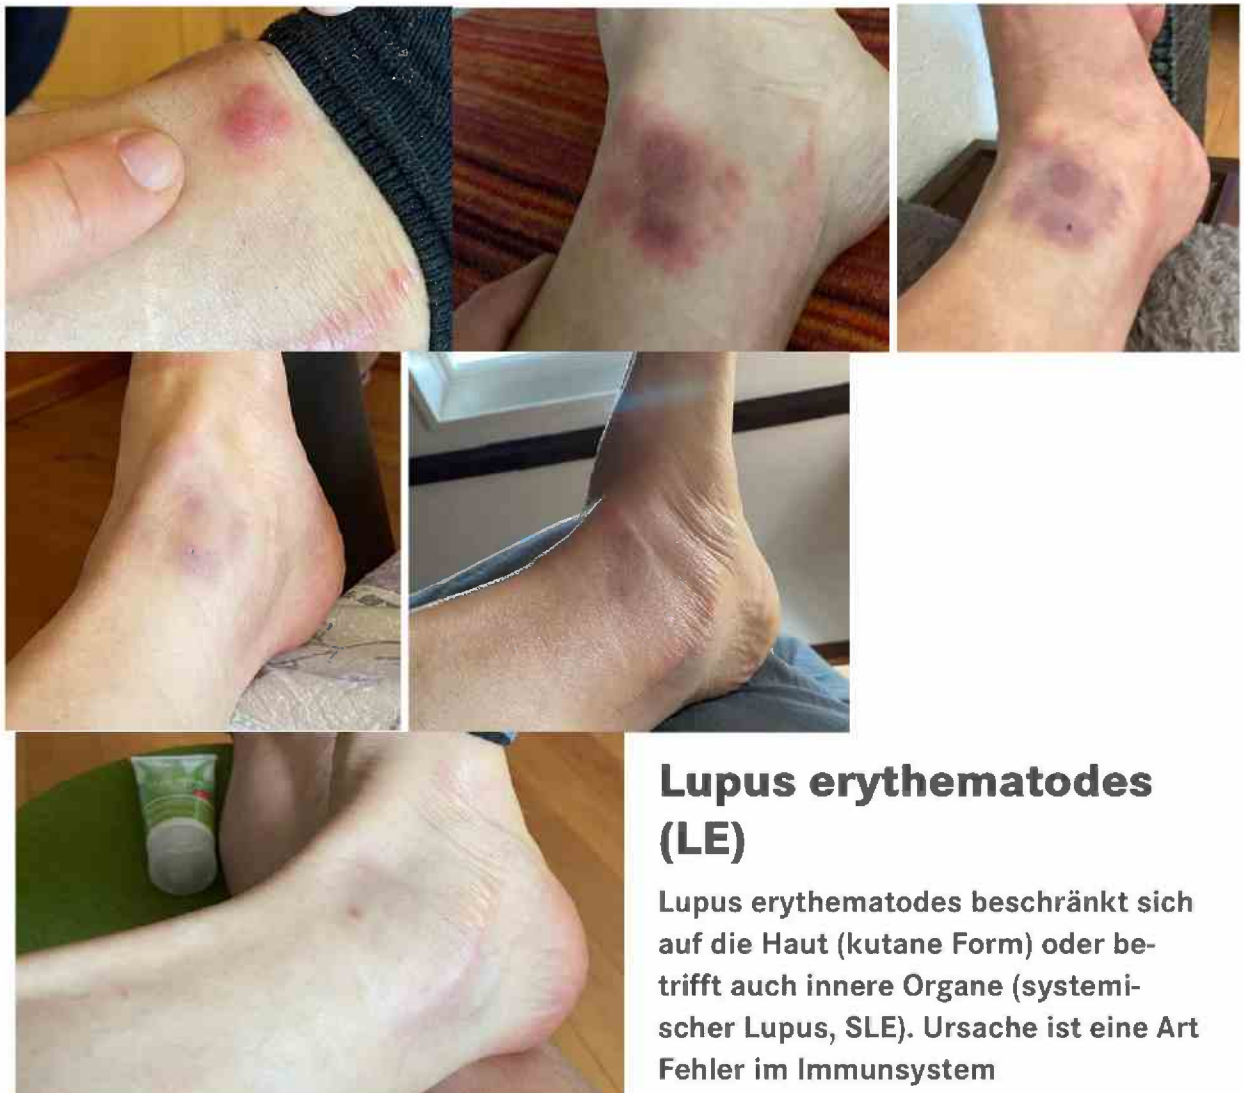 Lupus erythematodes
(LE)
Lupus erythematodes beschränkt sich
auf die Haut (kutane Form) oder be-
trifft auch innere Organe (systemi-
scher Lupus, SLE). Ursache ist eine Art
Fehler im Immunsystem